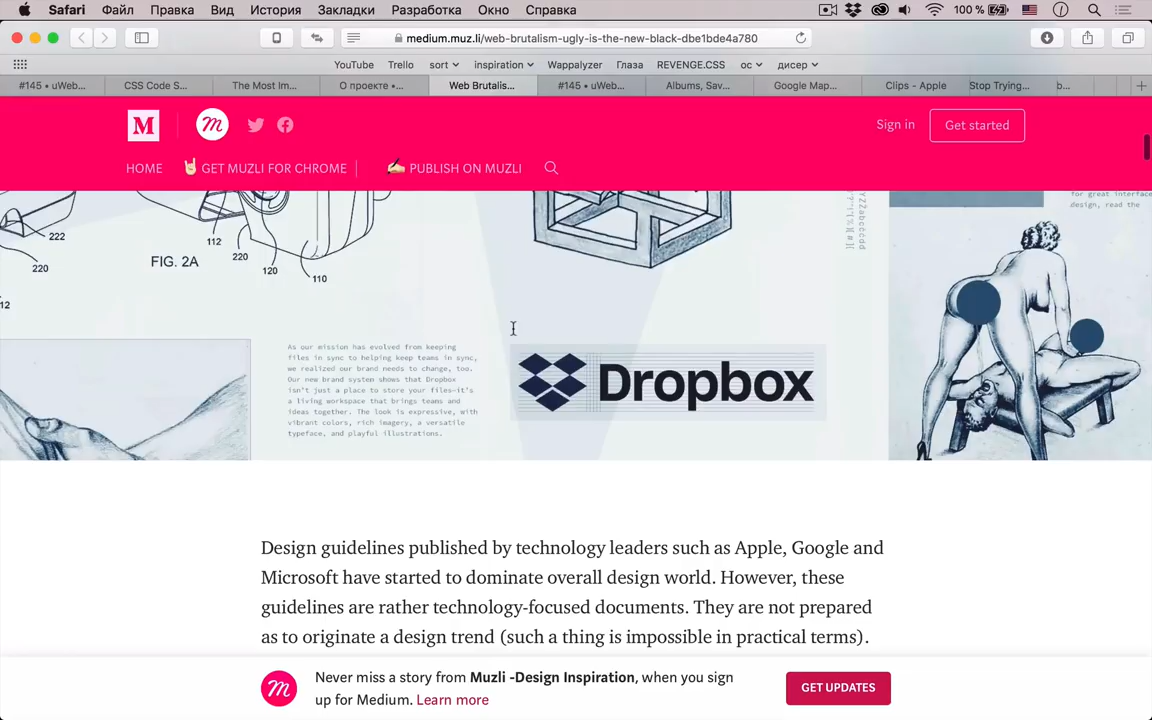 Safari Файл Правка Вид История Закладки Разработка Окно Справка 100 %
medium.muz.li/web-brutalism-ugly-is-the-new-black-dbe1bde4a780
YouTube Trello sort inspiration Wappalyzer Глаза REVENGE.CSS ос дисер
#145 • uWeb... CSS Code S... The Most Im... О проекте •... Web Brutalis... #145 • uWeb... Albums, Sav... Google Map... Clips - Apple Stop Trying... b...
M
Sign in Get started
HOME GET MUZLI FOR CHROME PUBLISH ON MUZLI
for great interface
design, read the
222
112
220
220
FIG. 2A
120
110
12
As our mission has evolved from keeping
files in sync to helping keep teams in sync,
we realized our brand needs to change, too.
Our new brand system shows that Dropbox
isn't just a place to store your files—it's
a living workspace that brings teams and
ideas together. The look is expressive, with
vibrant colors, rich imagery, a versatile
typeface, and playful illustrations.
Dropbox
Design guidelines published by technology leaders such as Apple, Google and
Microsoft have started to dominate overall design world. However, these
guidelines are rather technology-focused documents. They are not prepared
as to originate a design trend (such a thing is impossible in practical terms).
Never miss a story from Muzli -Design Inspiration, when you sign
up for Medium. Learn more
GET UPDATES